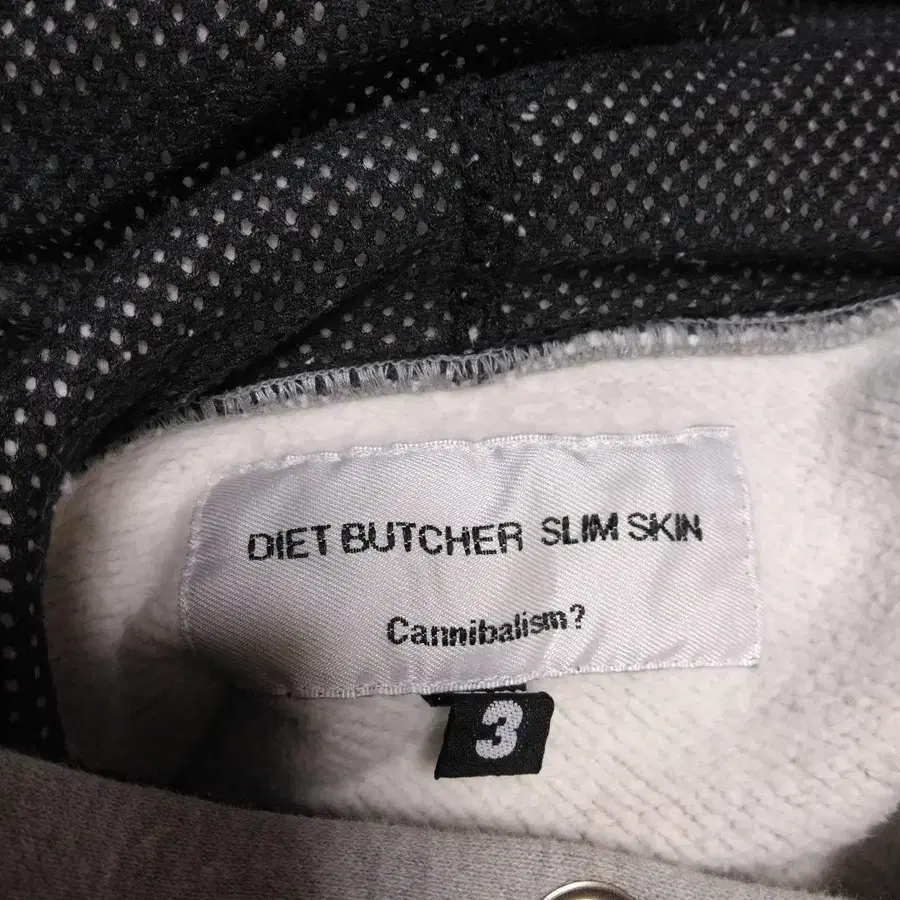 DIET BUTCHER SLIM SKIN
Cannibalism?
3